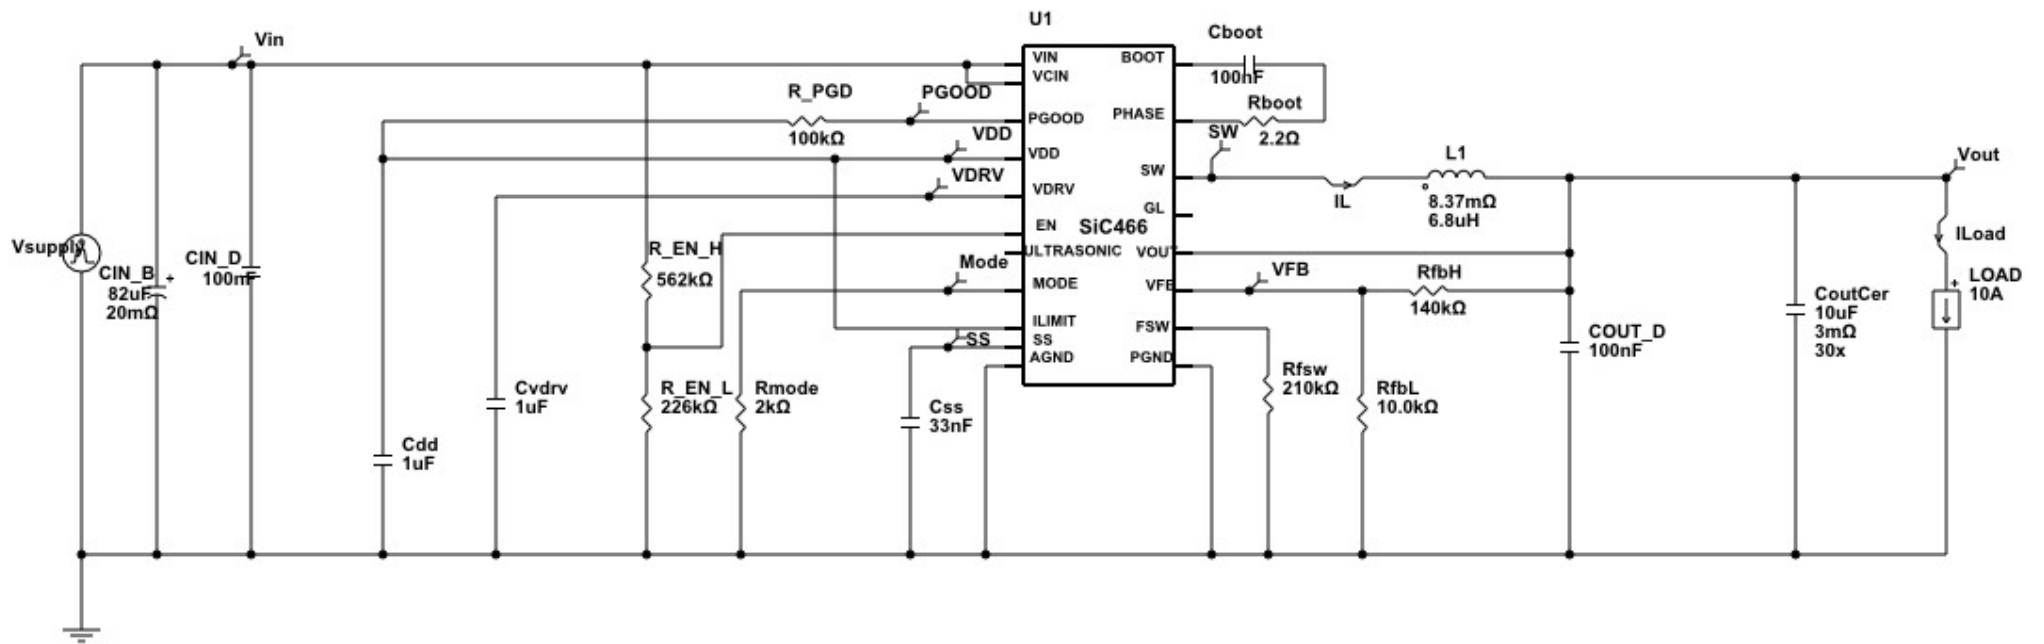 U1
Vin
Cboot
100nF
VIN
VCIN
BOOT
R_PGD
100kΩ
PGOOD
PGOOD
PHASE
Rboot
2.2Ω
VDD
VDD
SW
SW
L1
8.37mΩ
6.8uH
IL
Vout
VDRV
VDRV
GL
EN
SiC466
ILoad
Vsupply
CIN_B
82uF
20mΩ
+
CIN_D
100nF
R_EN_H
562kΩ
ULTRASONIC
VOUT
Mode
MODE
VFB
VFB
RfbH
140kΩ
LOAD
10A
+
CoutCer
10uF
3mΩ
30x
ILIMIT
FSW
SS
SS
AGND
PGND
COUT_D
100nF
Cvdrv
1uF
R_EN_L
226kΩ
Rmode
2kΩ
Css
33nF
Rfsw
210kΩ
RfbL
10.0kΩ
Cdd
1uF